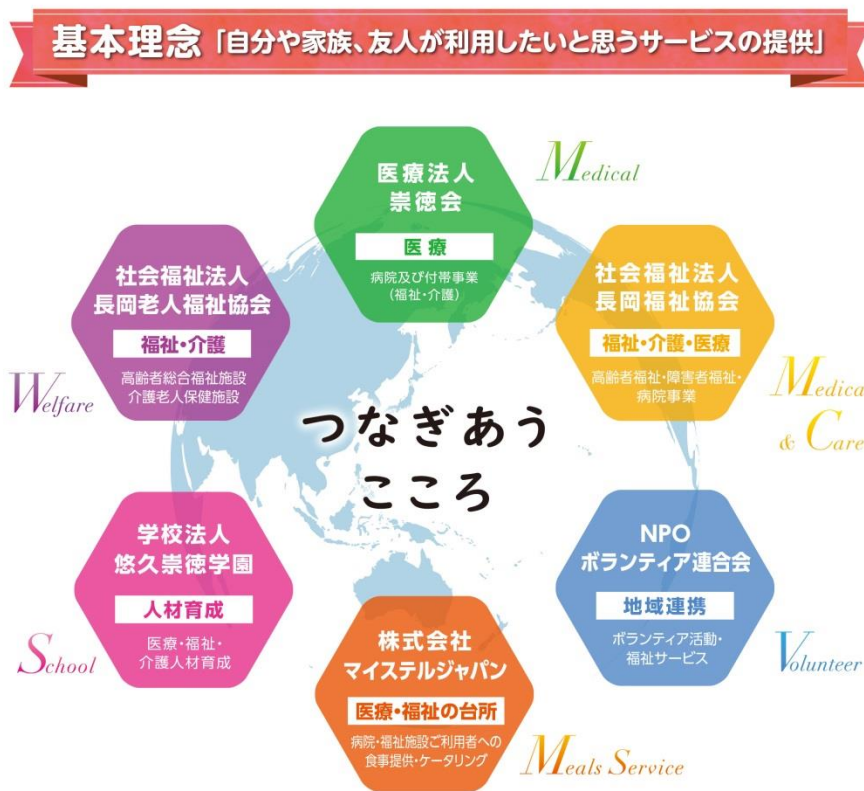 基本理念「自分や家族、友人が利用したいと思うサービスの提供」
医療法人
崇徳会
医療
病院及び付帯事業
(福祉・介護)
Medical
社会福祉法人
長岡老人福祉協会
福祉・介護
高齢者総合福祉施設
介護老人保健施設
Welfare
社会福祉法人
長岡福祉協会
福祉・介護・医療
高齢者福祉・障害者福祉・
病院事業
Medical
& Care
つなぎあう
こころ
学校法人
悠久崇徳学園
人材育成
医療・福祉・
介護人材育成
School
NPO
ボランティア連合会
地域連携
ボランティア活動・
福祉サービス
Volunteer
株式会社
マイステルジャパン
医療・福祉の台所
病院・福祉施設ご利用者への
食事提供・ケータリング
Meals Service